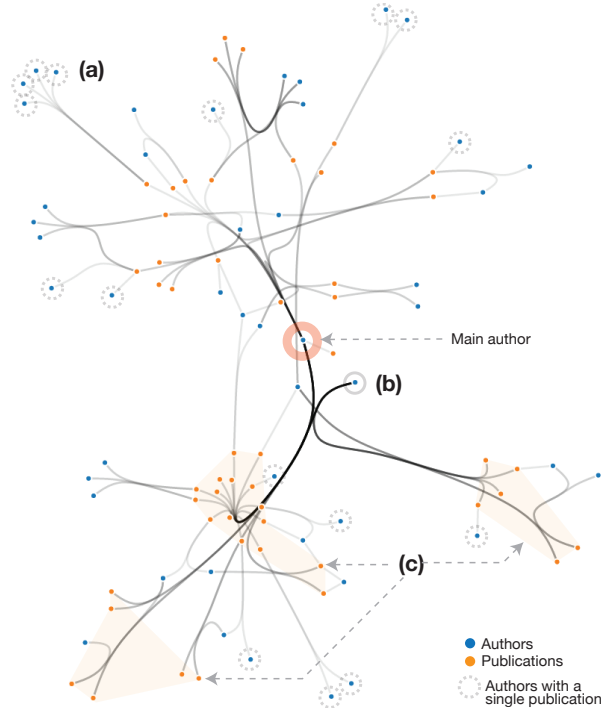 (a)
Main author
(b)
(c)
Authors
Publications
Authors with a
single publication